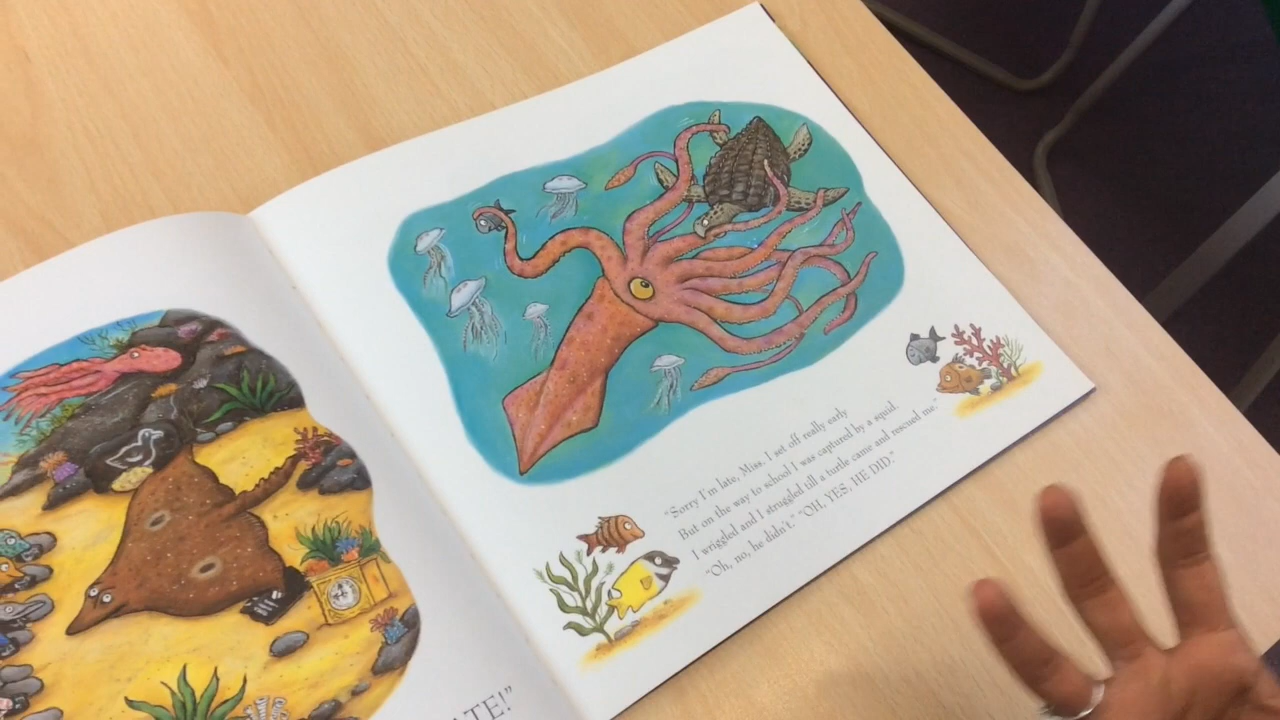 ATE!”
“Sorry I’m late, Miss. I set off really early
But on the way to school I was captured by a squid.
I wriggled and I struggled till a turtle came and rescued me.”
“Oh, no, he didn’t.” “OH, YES, HE DID.”